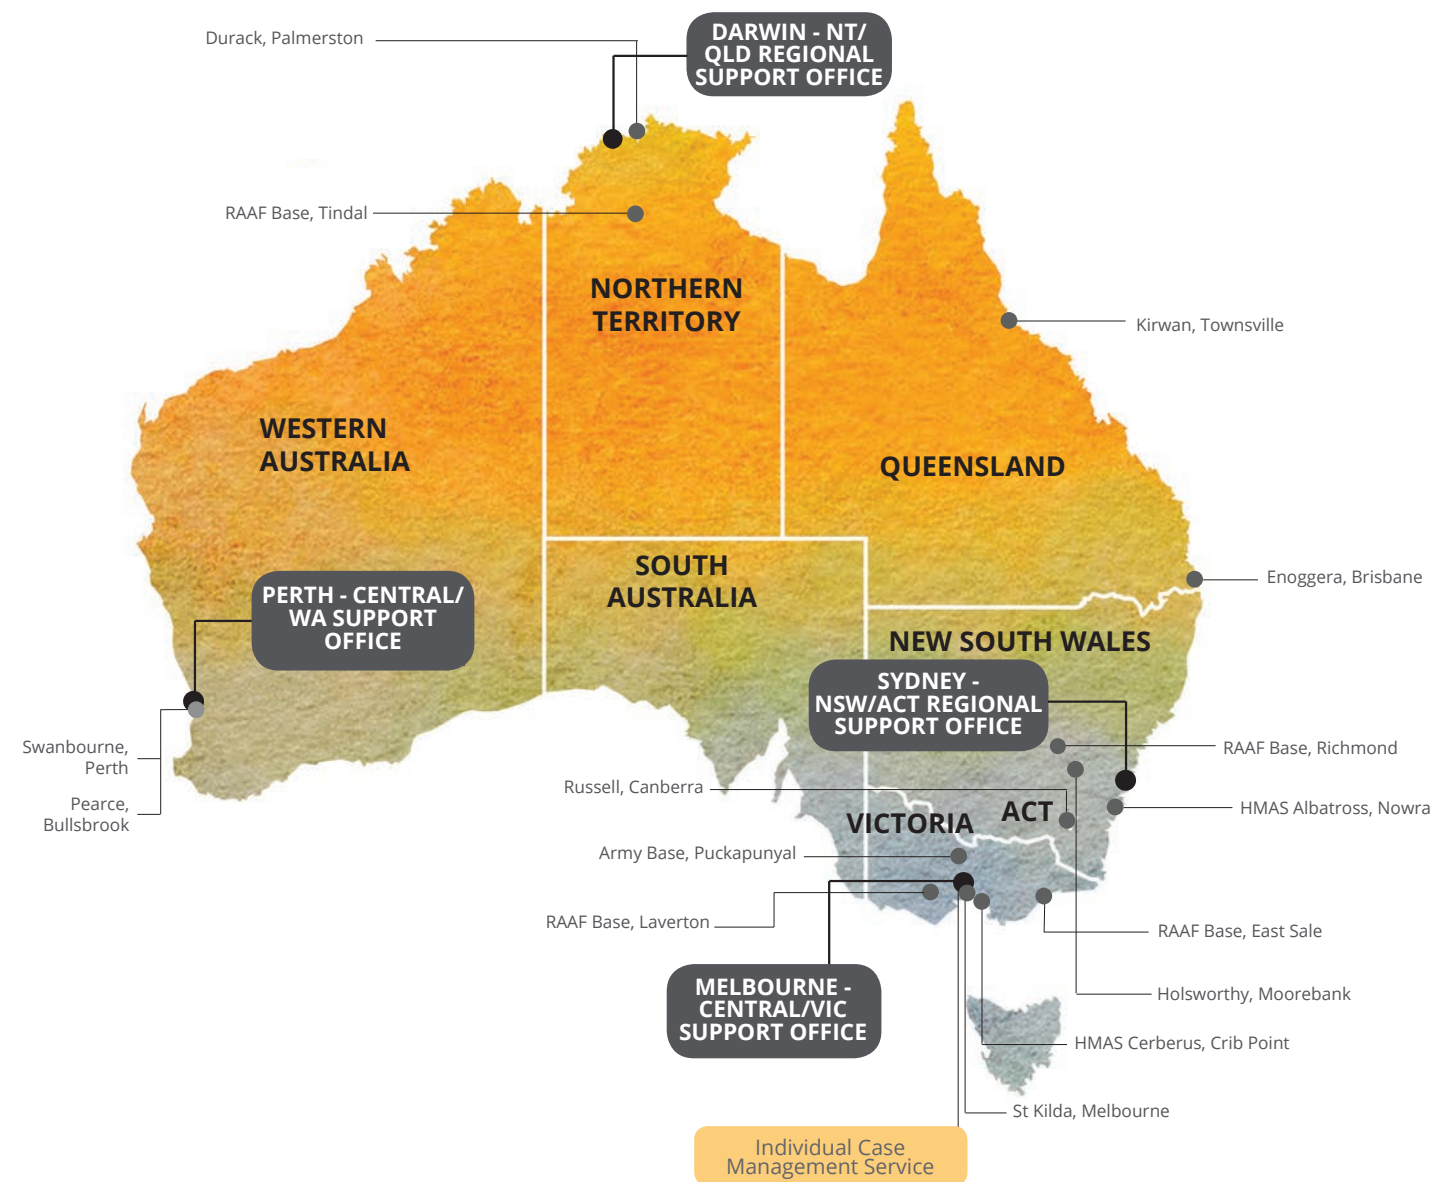 DARWIN - NT/
QLD REGIONAL
SUPPORT OFFICE
Durack, Palmerston
RAAF Base, Tindal
NORTHERN
TERRITORY
Kirwan, Townsville
WESTERN
AUSTRALIA
QUEENSLAND
SOUTH
AUSTRALIA
Enoggera, Brisbane
PERTH - CENTRAL/
WA SUPPORT
OFFICE
NEW SOUTH WALES
SYDNEY -
NSW/ACT REGIONAL
SUPPORT OFFICE
Swanbourne,
Perth
Pearce,
Bullsbrook
RAAF Base, Richmond
Russell, Canberra
HMAS Albatross, Nowra
ACT
VICTORIA
Army Base, Puckapunyal
RAAF Base, Laverton
RAAF Base, East Sale
MELBOURNE -
CENTRAL/VIC
SUPPORT OFFICE
Holsworthy, Moorebank
HMAS Cerberus, Crib Point
St Kilda, Melbourne
Individual Case
Management Service